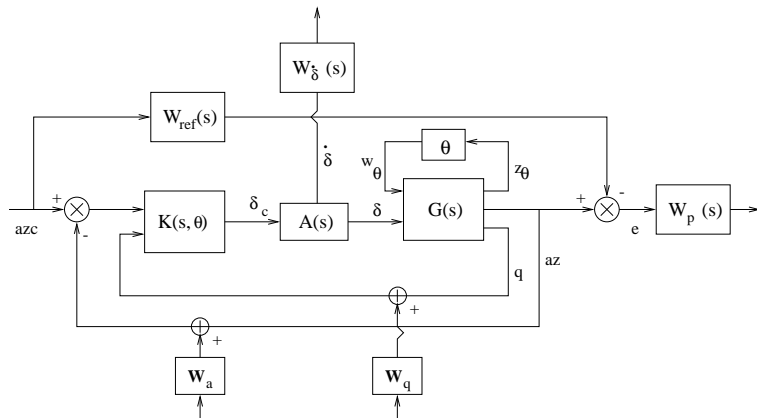 W_δ̇ (s)
W_ref(s)
θ
w_θ
z_θ
δ̇
+
azc
-
K(s,θ)
δ_c
A(s)
δ
G(s)
+
-
e
W_p (s)
q
az
+
+
W_a
W_q